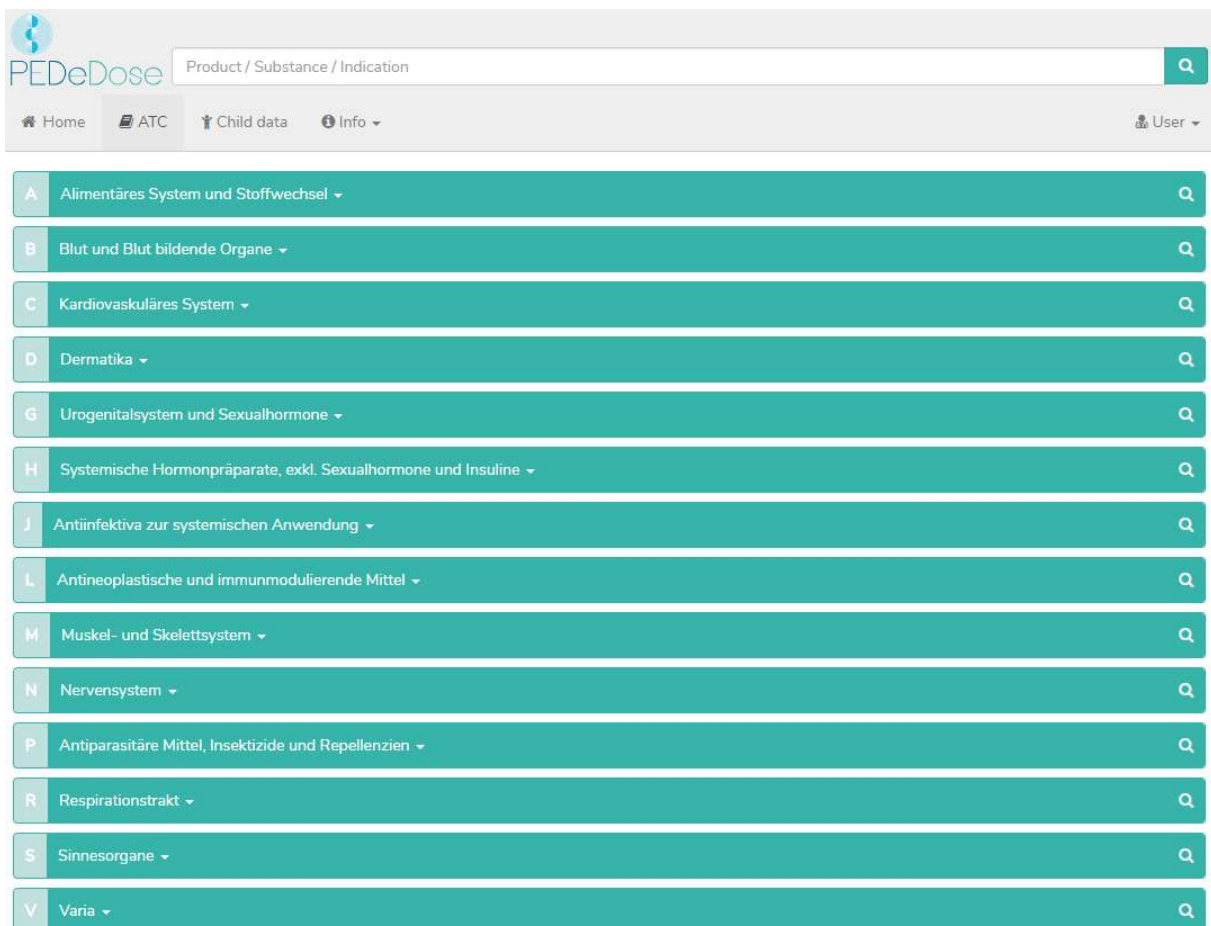 PEDeDose
Product / Substance / Indication
Home ATC Child data Info User
A Alimentäres System und Stoffwechsel
B Blut und Blut bildende Organe
C Kardiovaskuläres System
D Dermatika
G Urogenitalsystem und Sexualhormone
H Systemische Hormonpräparate, exkl. Sexualhormone und Insuline
J Antiinfektiva zur systemischen Anwendung
L Antineoplastische und immunmodulierende Mittel
M Muskel- und Skelettsystem
N Nervensystem
P Antiparasitäre Mittel, Insektizide und Repellenzien
R Respirationstrakt
S Sinnesorgane
V Varia